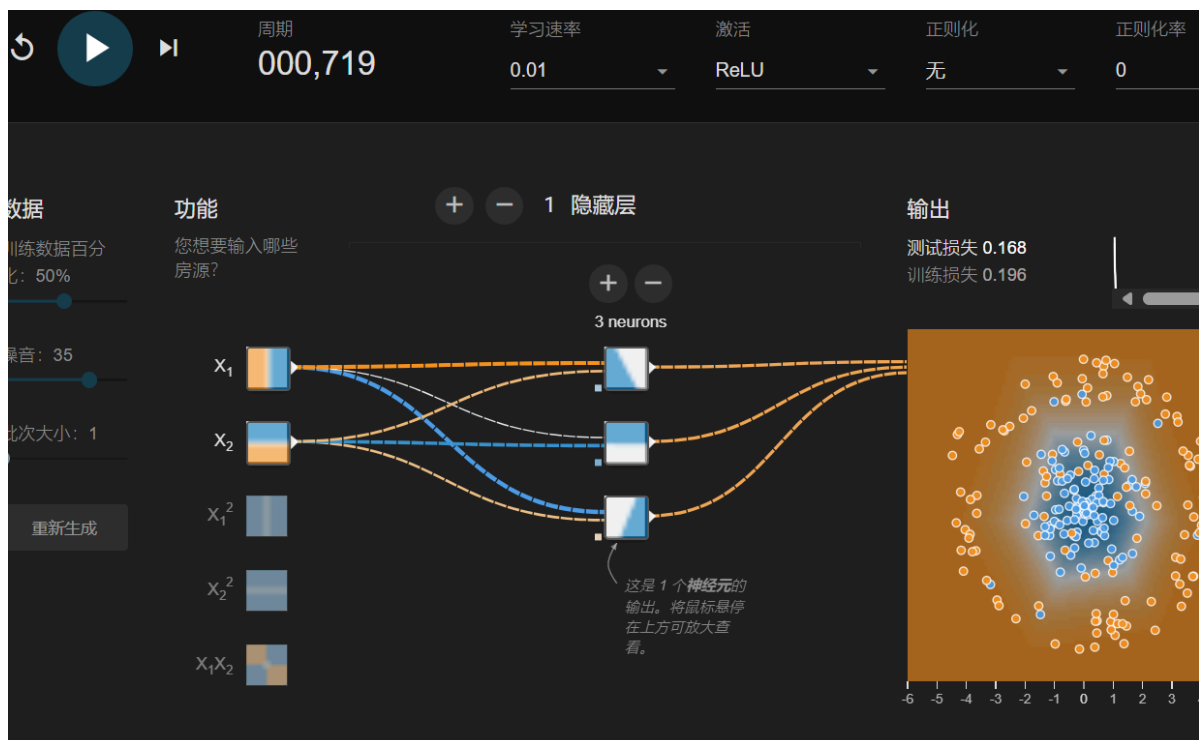 周期
学习速率
激活
正则化
正则化率
000,719
0.01
ReLU
无
0
数据
功能
1 隐藏层
输出
训练数据百分
比：50%
您想要输入哪些
房源？
测试损失 0.168
训练损失 0.196
3 neurons
噪音：35
批次大小：1
重新生成
X1
X2
X1²
X2²
X1X2
这是 1 个神经元的
输出。将鼠标悬停
在上方可放大查
看。
-6 -5 -4 -3 -2 -1 0 1 2 3